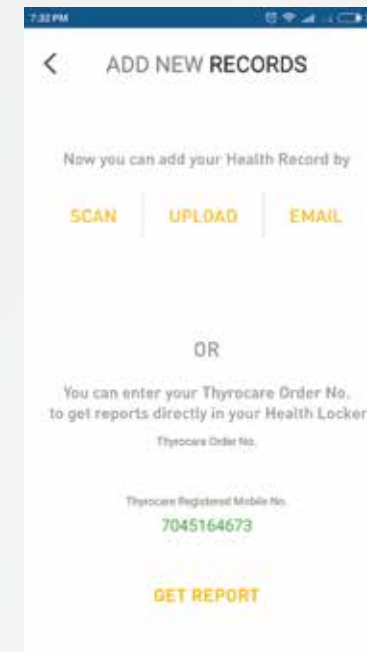 7:32 PM
ADD NEW RECORDS
Now you can add your Health Record by
SCAN UPLOAD EMAIL
OR
You can enter your Thyrocare Order No.
to get reports directly in your Health Locker
Thyrocare Order No.
Thyrocare Registered Mobile No.
7045164673
GET REPORT